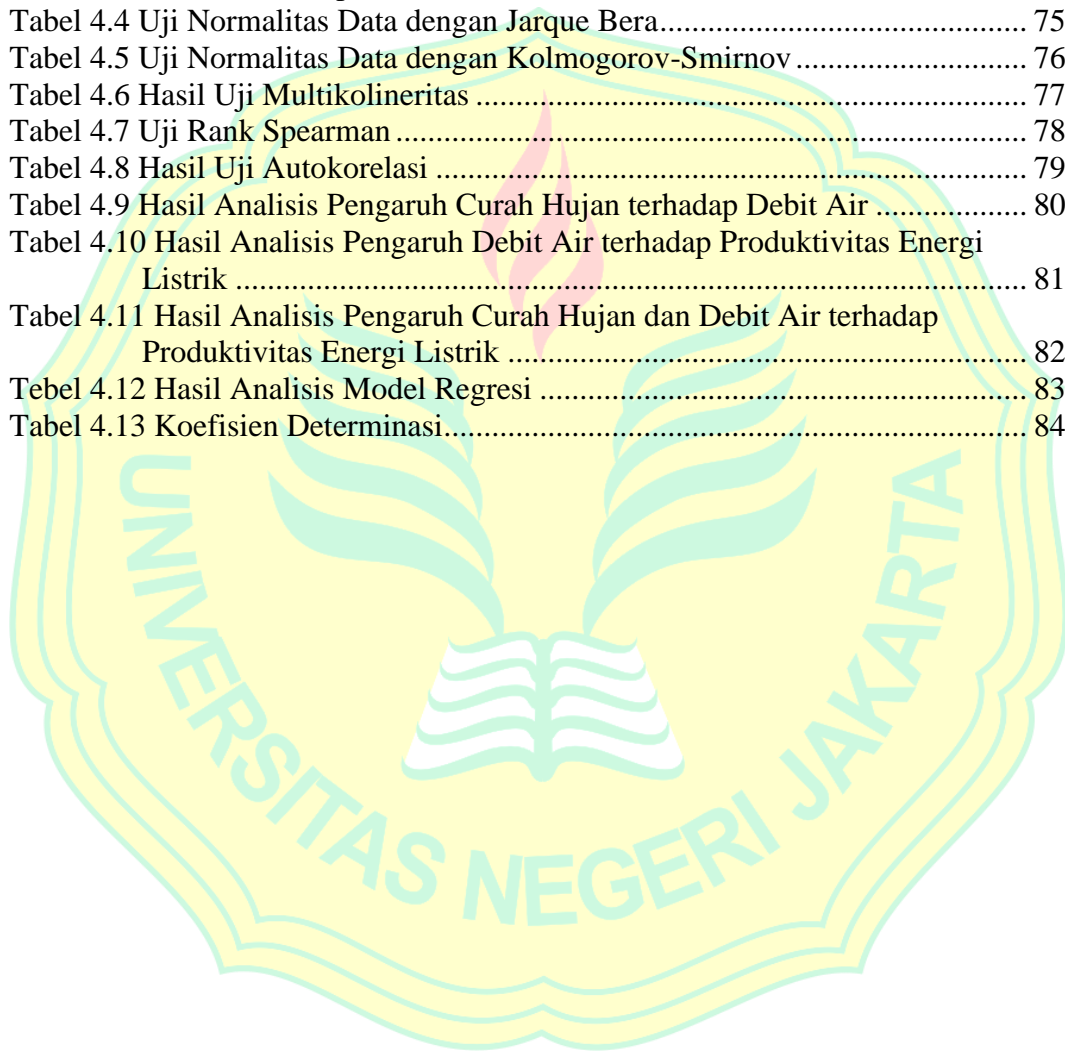 Tabel 4.4 Uji Normalitas Data dengan Jarque Bera............................................... 75
Tabel 4.5 Uji Normalitas Data dengan Kolmogorov-Smirnov............................. 76
Tabel 4.6 Hasil Uji Multikolineritas ..................................................................... 77
Tabel 4.7 Uji Rank Spearman............................................................................... 78
Tabel 4.8 Hasil Uji Autokorelasi .......................................................................... 79
Tabel 4.9 Hasil Analisis Pengaruh Curah Hujan terhadap Debit Air ................... 80
Tabel 4.10 Hasil Analisis Pengaruh Debit Air terhadap Produktivitas Energi
Listrik .................................................................................................... 81
Tabel 4.11 Hasil Analisis Pengaruh Curah Hujan dan Debit Air terhadap
Produktivitas Energi Listrik .................................................................. 82
Tebel 4.12 Hasil Analisis Model Regresi ............................................................. 83
Tabel 4.13 Koefisien Determinasi......................................................................... 84
UNIVERSITAS NEGERI JAKARTA